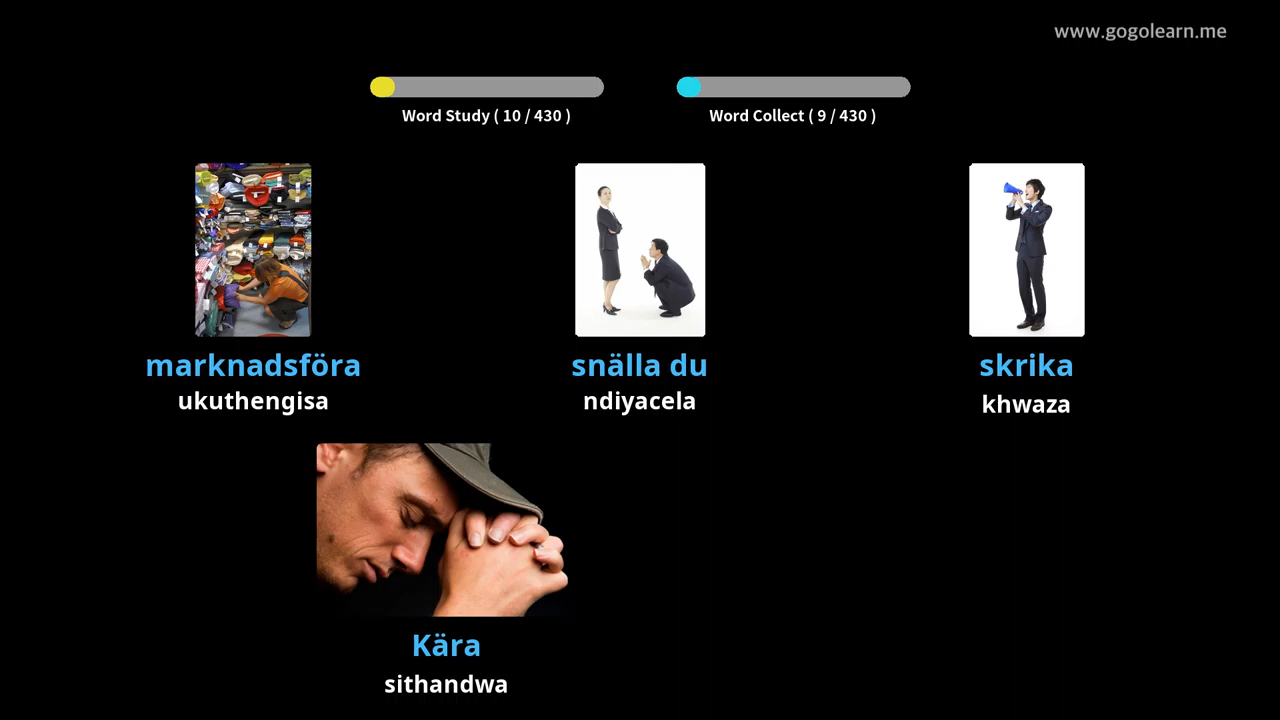 www.gogolearn.me
Word Study ( 10 / 430 )
Word Collect ( 9 / 430 )
marknadsföra
ukuthengisa
snälla du
ndiyacela
skrika
khwaza
Kära
sithandwa